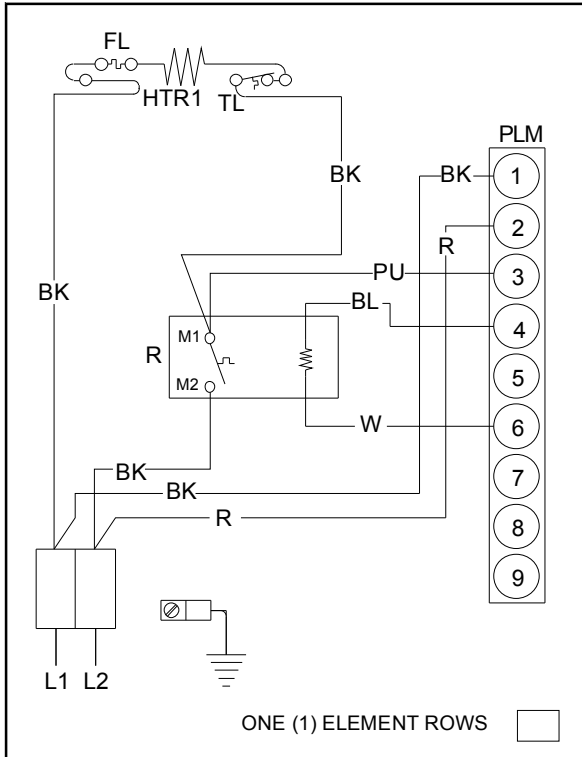 FL
HTR1
TL
PLM
BK
1
2
R
BK
PU
3
BK
BL
4
M1
R
5
M2
W
6
BK
7
BK
R
8
9
L1 L2
ONE (1) ELEMENT ROWS